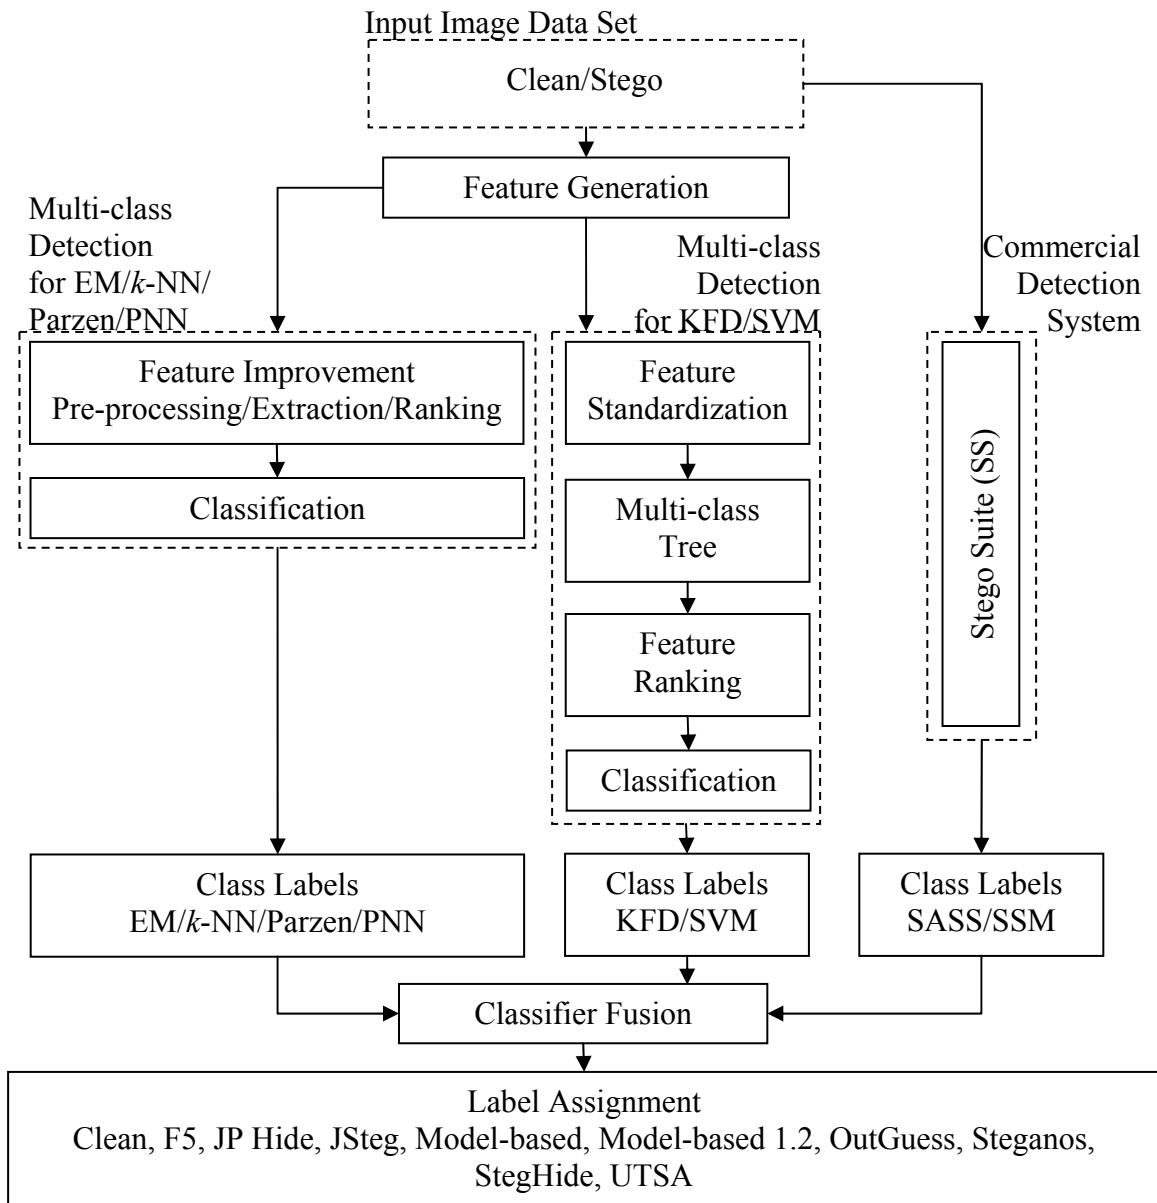 Input Image Data Set
Clean/Stego
Feature Generation
Multi-class
Detection
for EM/k-NN/
Parzen/PNN
Multi-class
Detection
for KFD/SVM
Commercial
Detection
System
Feature Improvement
Pre-processing/Extraction/Ranking
Classification
Feature
Standardization
Multi-class
Tree
Feature
Ranking
Classification
Stego Suite (SS)
Class Labels
EM/k-NN/Parzen/PNN
Class Labels
KFD/SVM
Class Labels
SASS/SSM
Classifier Fusion
Label Assignment
Clean, F5, JP Hide, JSteg, Model-based, Model-based 1.2, OutGuess, Steganos,
StegHide, UTSA